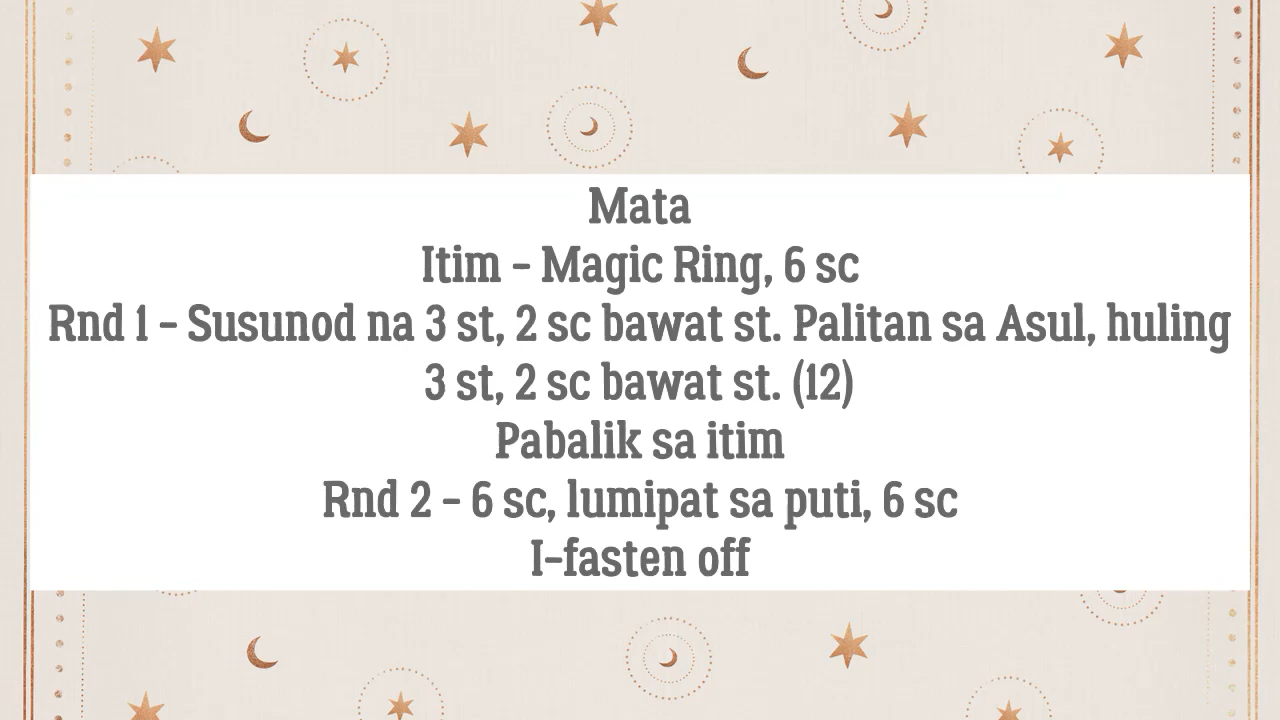 Mata
Itim - Magic Ring, 6 sc
Rnd 1 - Susunod na 3 st, 2 sc bawat st. Palitan sa Asul, huling
3 st, 2 sc bawat st. (12)
Pabalik sa itim
Rnd 2 - 6 sc, lumipat sa puti, 6 sc
I-fasten off